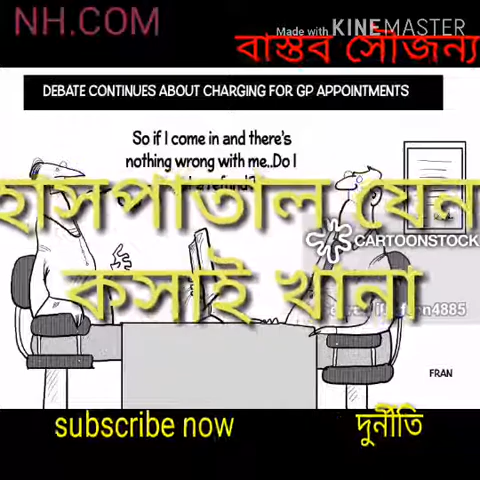 NH.COM
Made with KINEMASTER
বাস্তব সৌজন্য
DEBATE CONTINUES ABOUT CHARGING FOR GP APPOINTMENTS
So if I come in and there's
nothing wrong with me..Do I
হাসপাতাল যেন
CARTOONSTOCK
কসাই খানা
FRAN
subscribe now
দুর্নীতি